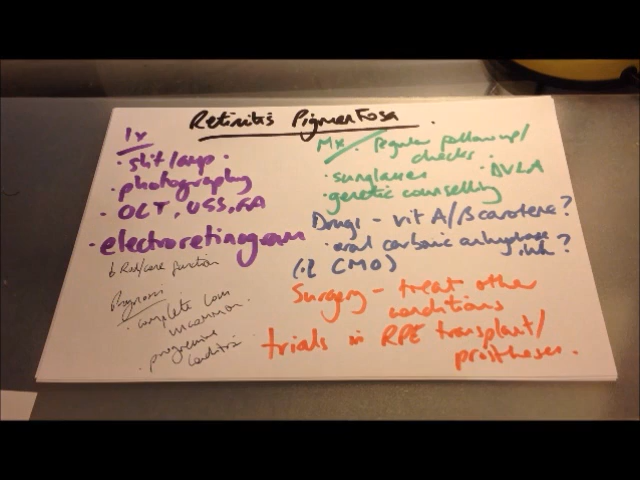 Retinitis Pigmentosa.
Ix
· slit lamp.
· photography
· OCT, USS, FA
· electroretinogram
Rod/cone function
Prognosis
· complete loss
uncommon.
· progressive
condition
Mx · regular follow up/
checks
· sunglasses · DVLA
· genetic counselling
Drugs - vit A/B carotene?
· oral carbonic anhydrase
inh?
(if CMO)
Surgery - treat other
conditions
trials in RPE transplant/
prostheses.